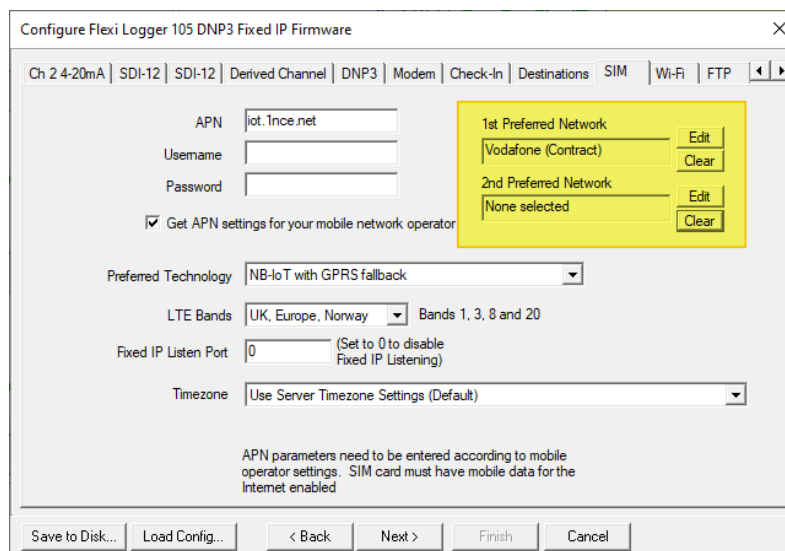 Configure Flexi Logger 105 DNP3 Fixed IP Firmware
Ch 2 4-20mA SDI-12 SDI-12 Derived Channel DNP3 Modem Check-In Destinations SIM Wi-Fi FTP
APN iot.1nce.net
Username
Password
Get APN settings for your mobile network operator
1st Preferred Network
Vodafone (Contract) Edit
Clear
2nd Preferred Network
None selected Edit
Clear
Preferred Technology NB-IoT with GPRS fallback
LTE Bands UK, Europe, Norway Bands 1, 3, 8 and 20
Fixed IP Listen Port 0 (Set to 0 to disable
Fixed IP Listening)
Timezone Use Server Timezone Settings (Default)
APN parameters need to be entered according to mobile
operator settings. SIM card must have mobile data for the
Internet enabled
Save to Disk... Load Config... < Back Next > Finish Cancel